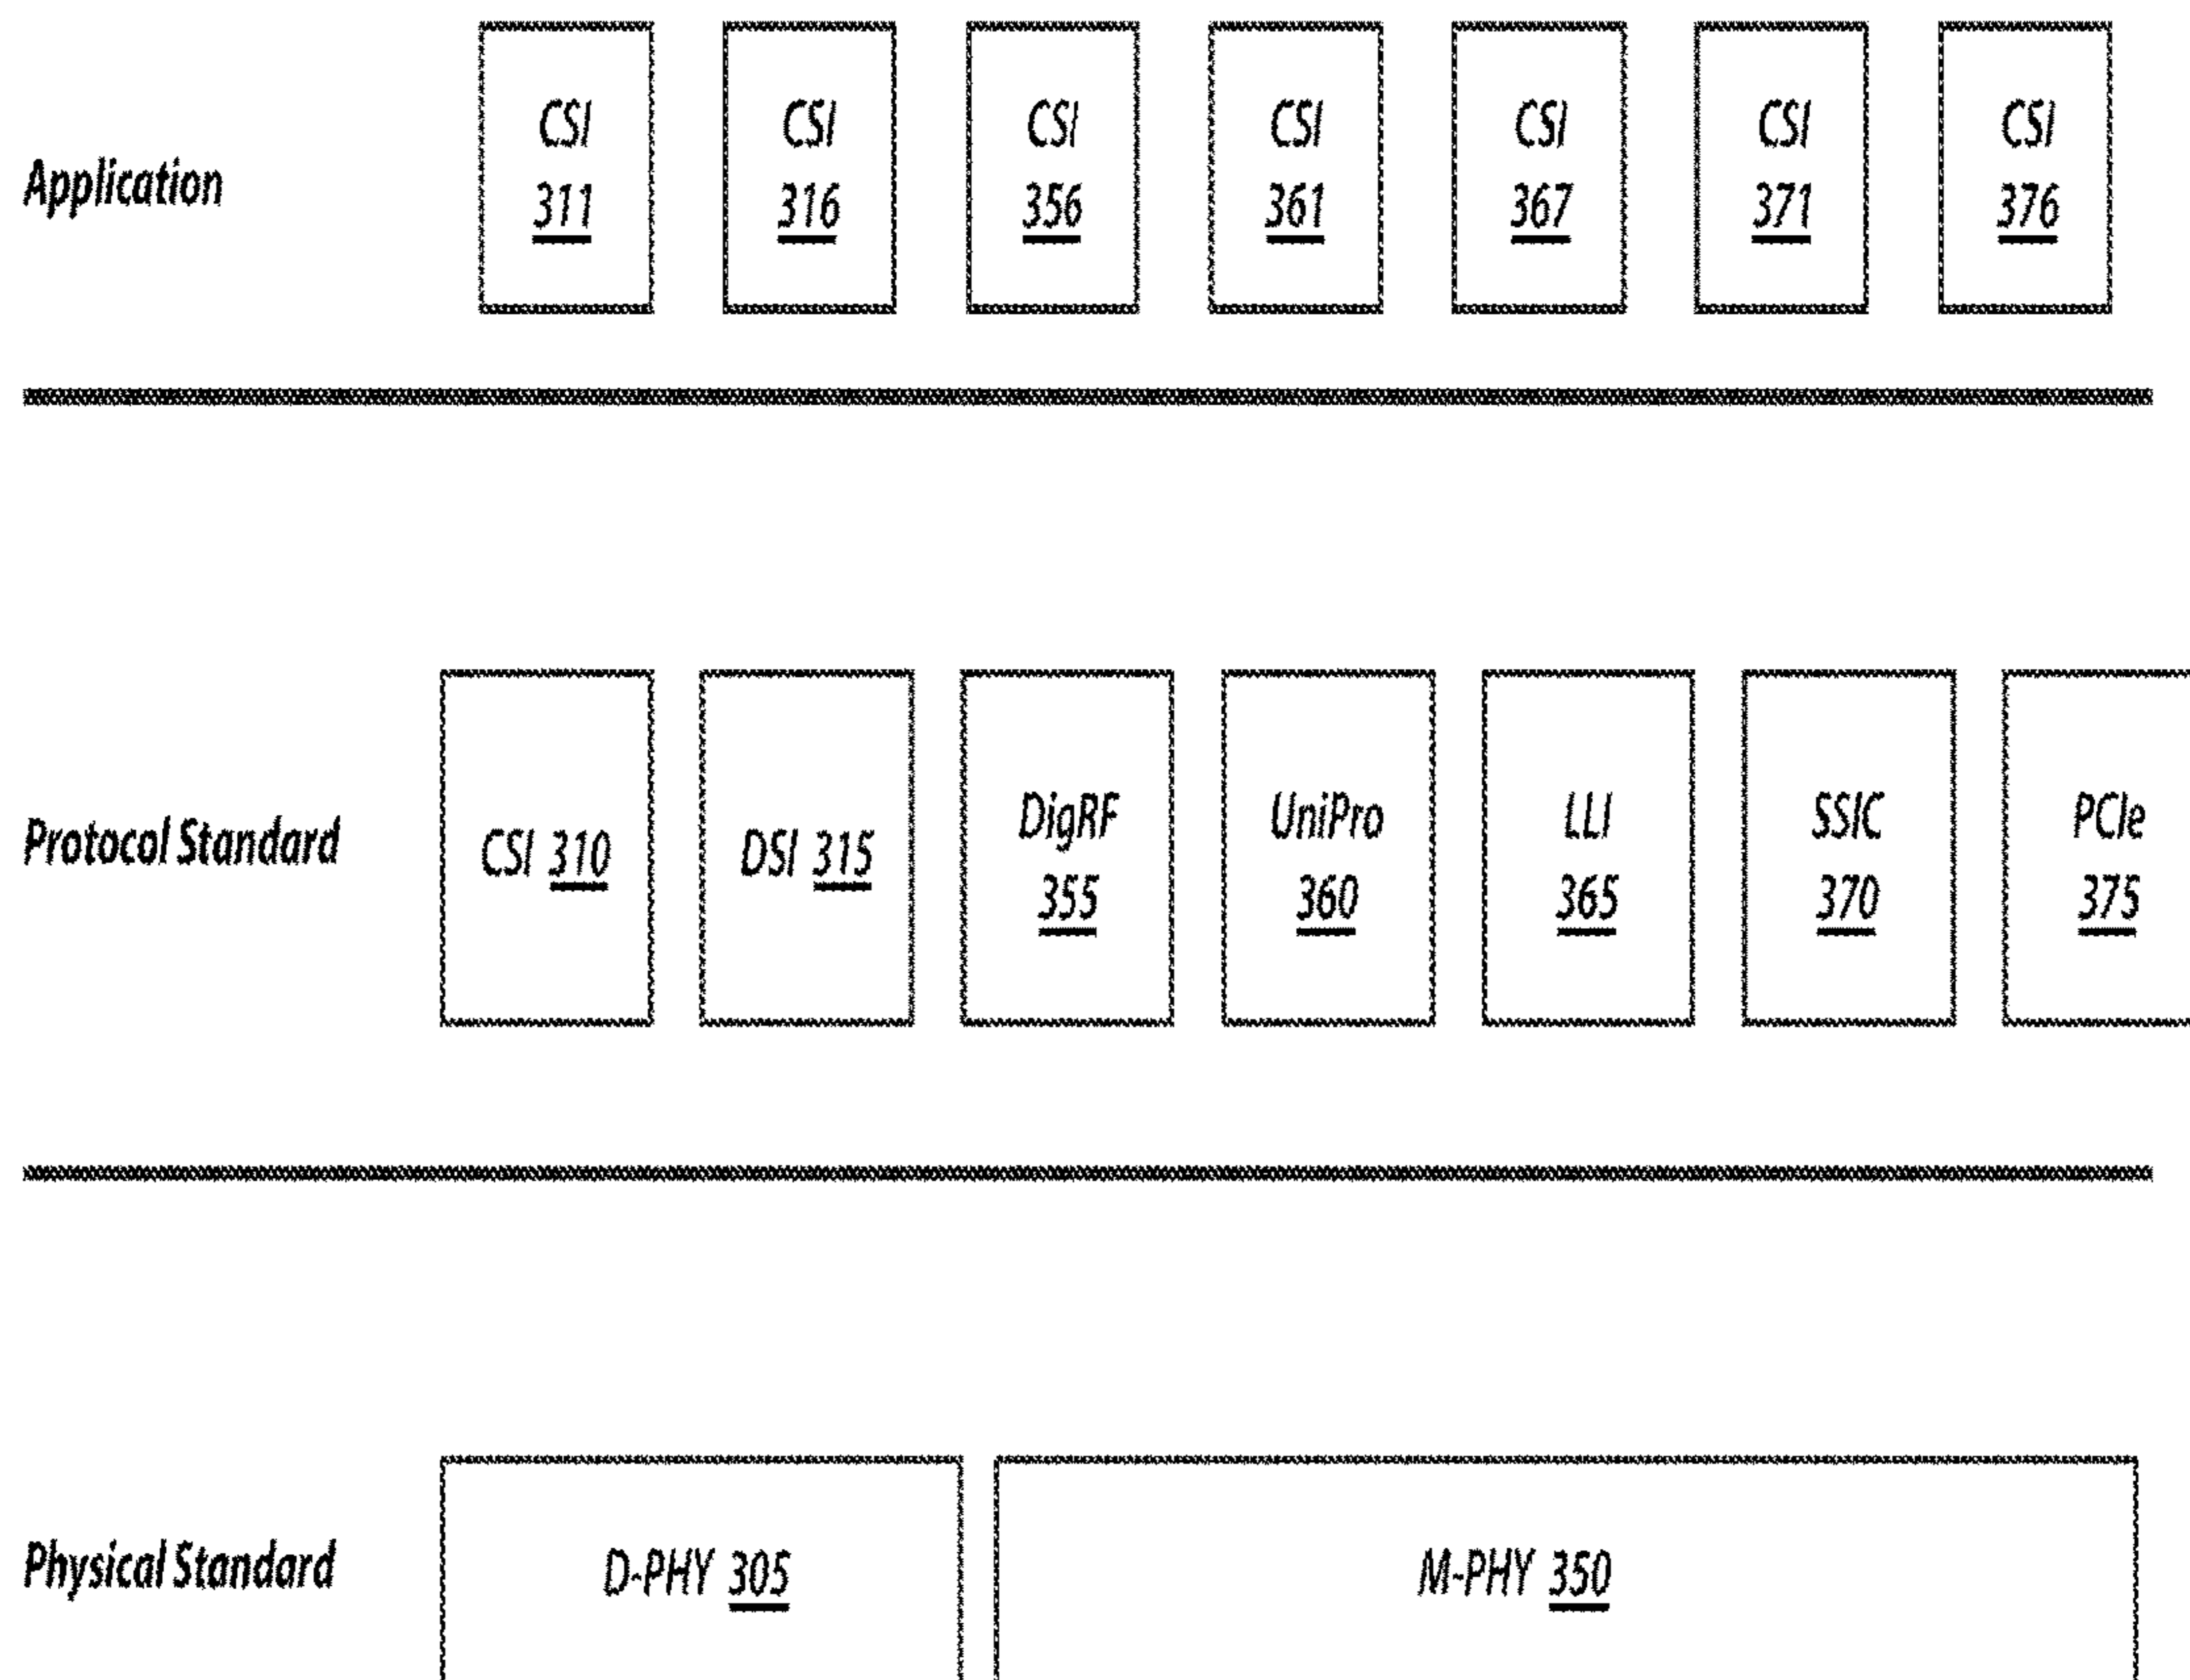 Application
CSI
311
CSI
316
CSI
356
CSI
361
CSI
367
CSI
371
CSI
376
Protocol Standard
CSI 310
DSI 315
DigRF
355
UniPro
360
LLI
365
SSIC
370
PCIe
375
Physical Standard
D-PHY 305
M-PHY 350